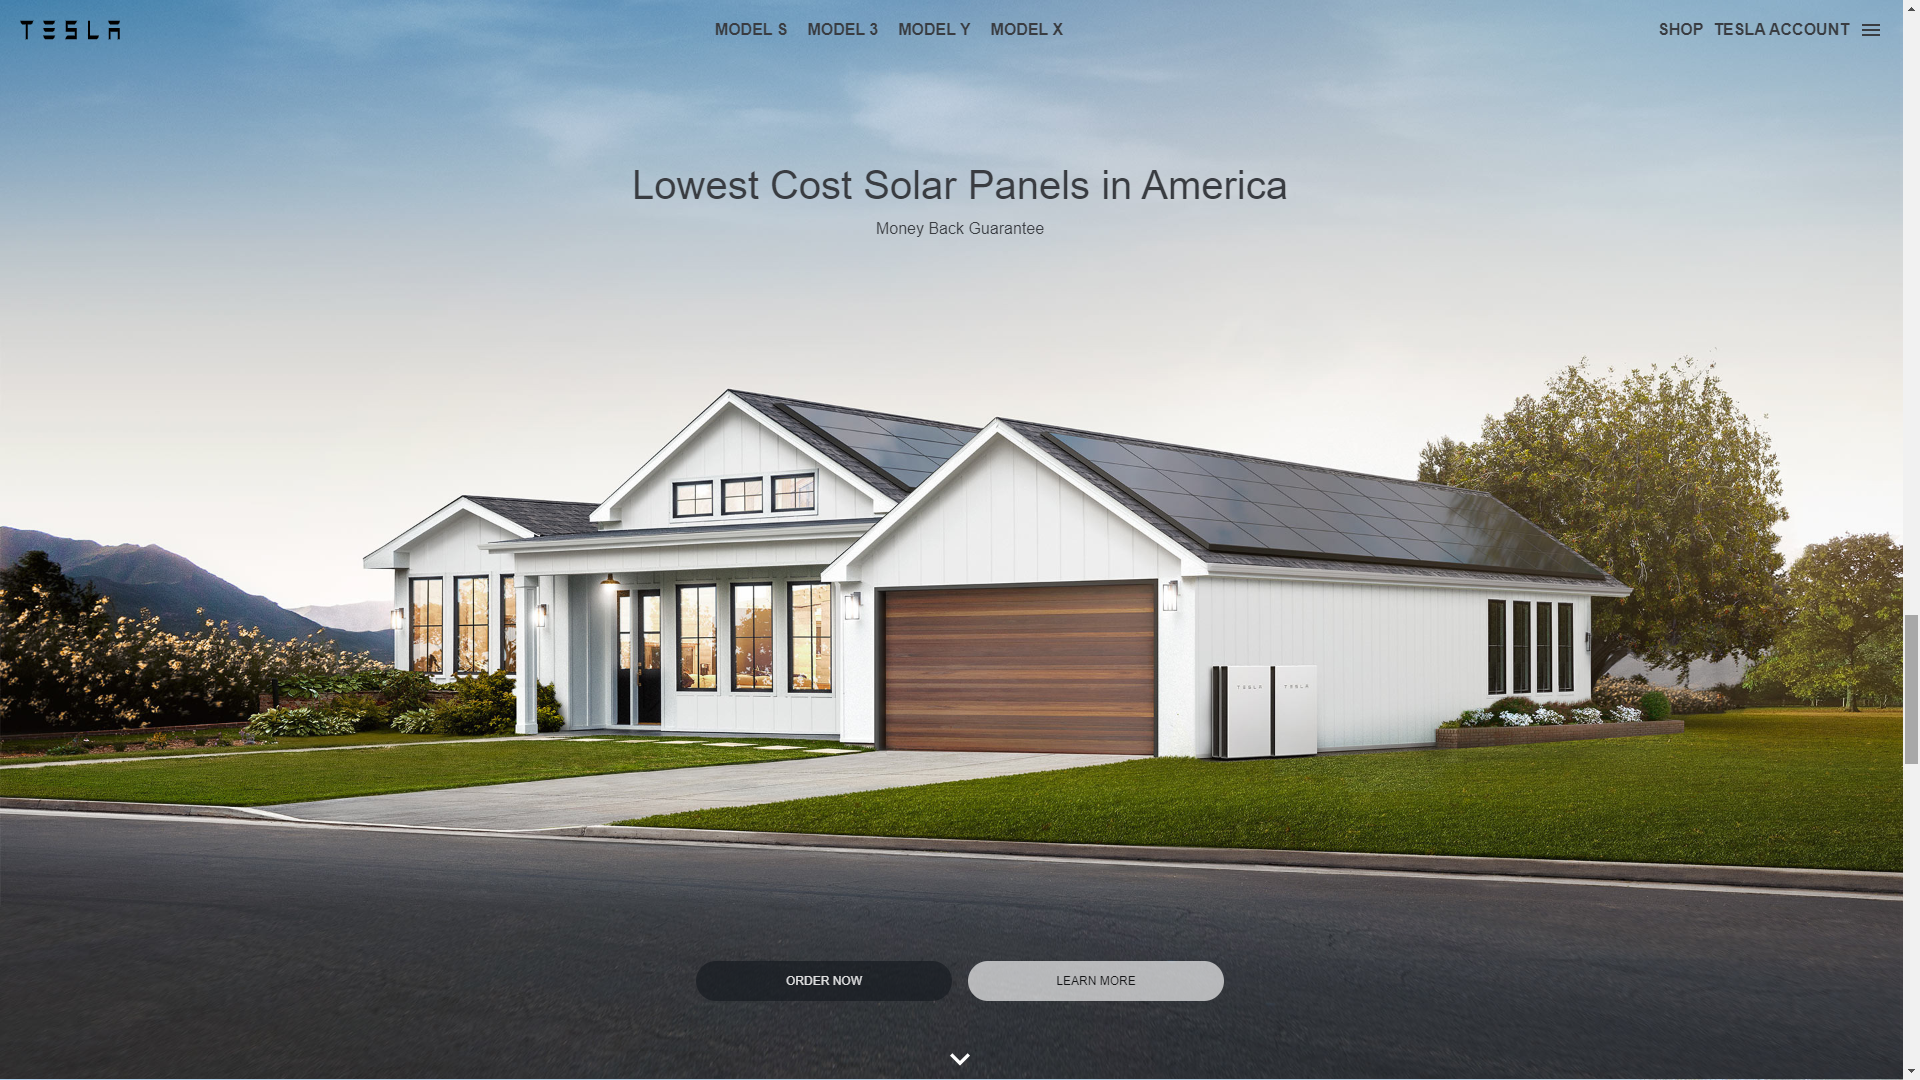 TESLA
MODEL S MODEL 3 MODEL Y MODEL X
SHOP TESLA ACCOUNT
Lowest Cost Solar Panels in America
Money Back Guarantee
TESLA TESLA
ORDER NOW
LEARN MORE